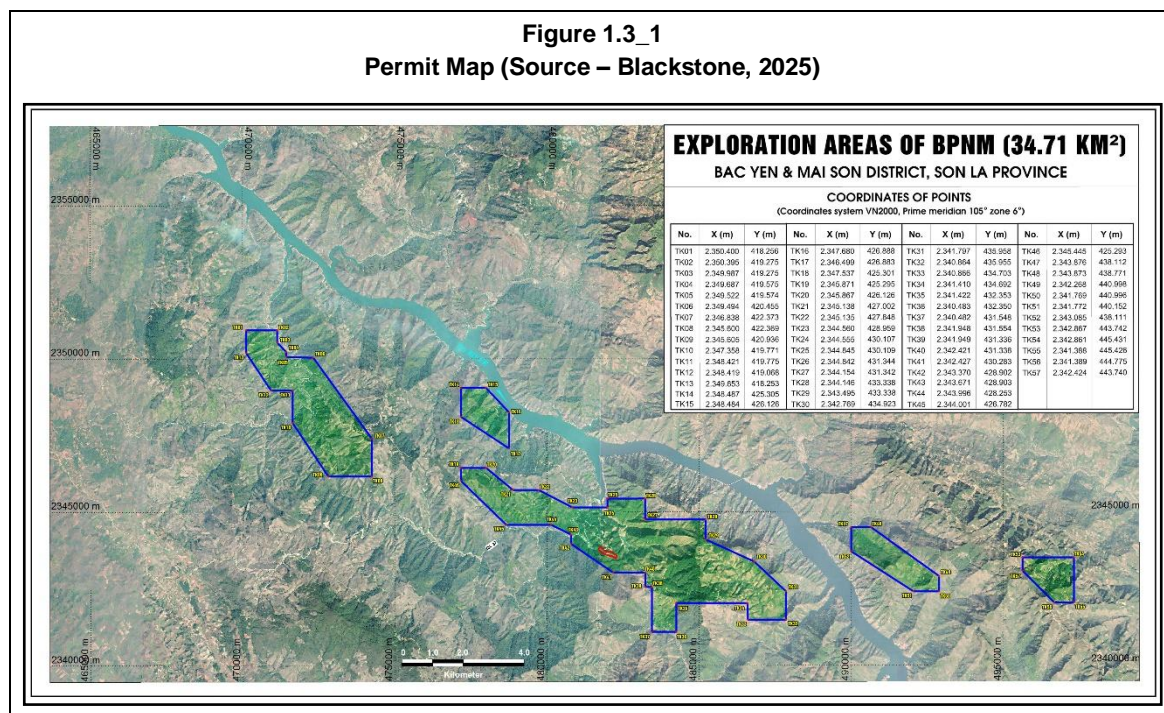 Figure 1.3_1
Permit Map (Source – Blackstone, 2025)
EXPLORATION AREAS OF BPNM (34.71 KM²)
BAC YEN & MAI SON DISTRICT, SON LA PROVINCE
COORDINATES OF POINTS
(Coordinates system VN2000, Prime meridian 105° zone 6°)
No. X (m) Y (m) No. X (m) Y (m) No. X (m) Y (m) No. X (m) Y (m)
TK01 2.350.400 418.256 TK16 2.347.680 426.888 TK31 2.341.797 435.958 TK46 2.345.448 425.293
TK02 2.350.395 419.275 TK17 2.346.499 426.883 TK32 2.340.864 435.955 TK47 2.343.876 438.112
TK03 2.349.987 419.275 TK18 2.347.537 425.301 TK33 2.340.866 434.703 TK48 2.343.873 438.771
TK04 2.349.687 419.575 TK19 2.345.871 425.295 TK34 2.341.410 434.692 TK49 2.342.268 440.998
TK05 2.349.522 419.574 TK20 2.345.867 426.126 TK35 2.341.422 432.353 TK50 2.341.769 440.996
TK06 2.349.494 420.455 TK21 2.345.138 427.002 TK36 2.340.483 432.350 TK51 2.341.772 440.152
TK07 2.346.838 422.373 TK22 2.345.135 427.848 TK37 2.340.482 431.548 TK52 2.343.085 438.111
TK08 2.345.600 422.369 TK23 2.344.560 428.959 TK38 2.341.948 431.554 TK53 2.342.867 443.742
TK09 2.345.605 420.936 TK24 2.344.555 430.107 TK39 2.341.949 431.336 TK54 2.342.861 445.431
TK10 2.347.358 419.771 TK25 2.344.845 430.109 TK40 2.342.421 431.338 TK55 2.341.388 445.426
TK11 2.348.421 419.775 TK26 2.344.842 431.344 TK41 2.342.427 430.283 TK56 2.341.389 444.775
TK12 2.348.419 419.068 TK27 2.344.154 431.342 TK42 2.343.370 428.902 TK57 2.342.424 443.740
TK13 2.349.853 418.253 TK28 2.344.146 433.338 TK43 2.343.671 428.903
TK14 2.348.487 425.305 TK29 2.343.495 433.338 TK44 2.343.996 428.253
TK15 2.348.484 426.126 TK30 2.342.769 434.923 TK45 2.344.001 426.782
465000 m
470000 m
475000 m
480000 m
2355000 m
2350000 m
2345000 m
2345000 m
2340000 m
2340000 m
0 1.0 2.0 4.0
Kilometer
465000 m
470000 m
475000 m
480000 m
485000 m
490000 m
495000 m